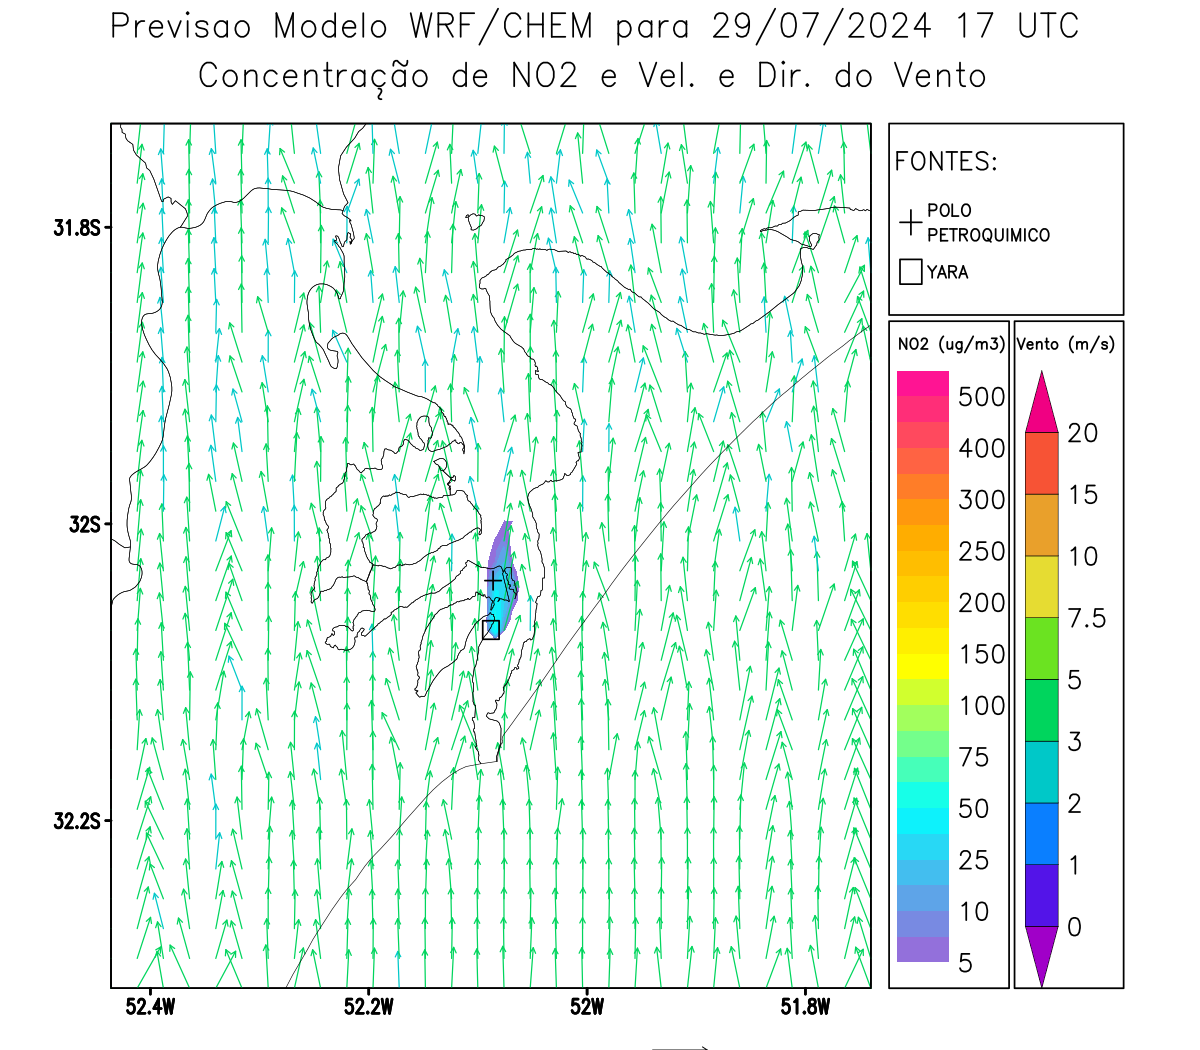 Previsao Modelo WRF/CHEM para 29/07/2024 17 UTC
Concentração de NO2 e Vel. e Dir. do Vento
FONTES:
POLO
PETROQUIMICO
YARA
NO2 (ug/m3)
500
400
300
250
200
150
100
75
50
25
10
5
Vento (m/s)
20
15
10
7.5
5
3
2
1
0
31.8S
32S
32.2S
52.4W
52.2W
52W
51.8W